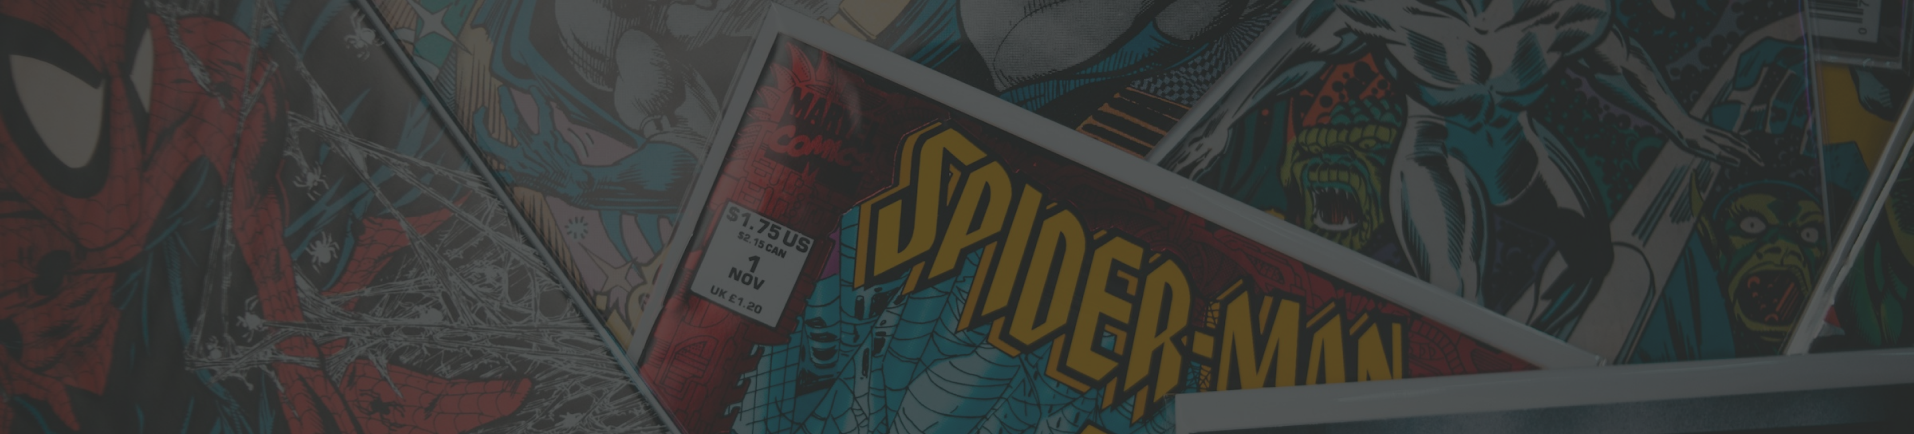 MARVEL
COMICS
$1.75 US
$2.15 CAN
1
NOV
UK £1.20
SPIDER-MAN